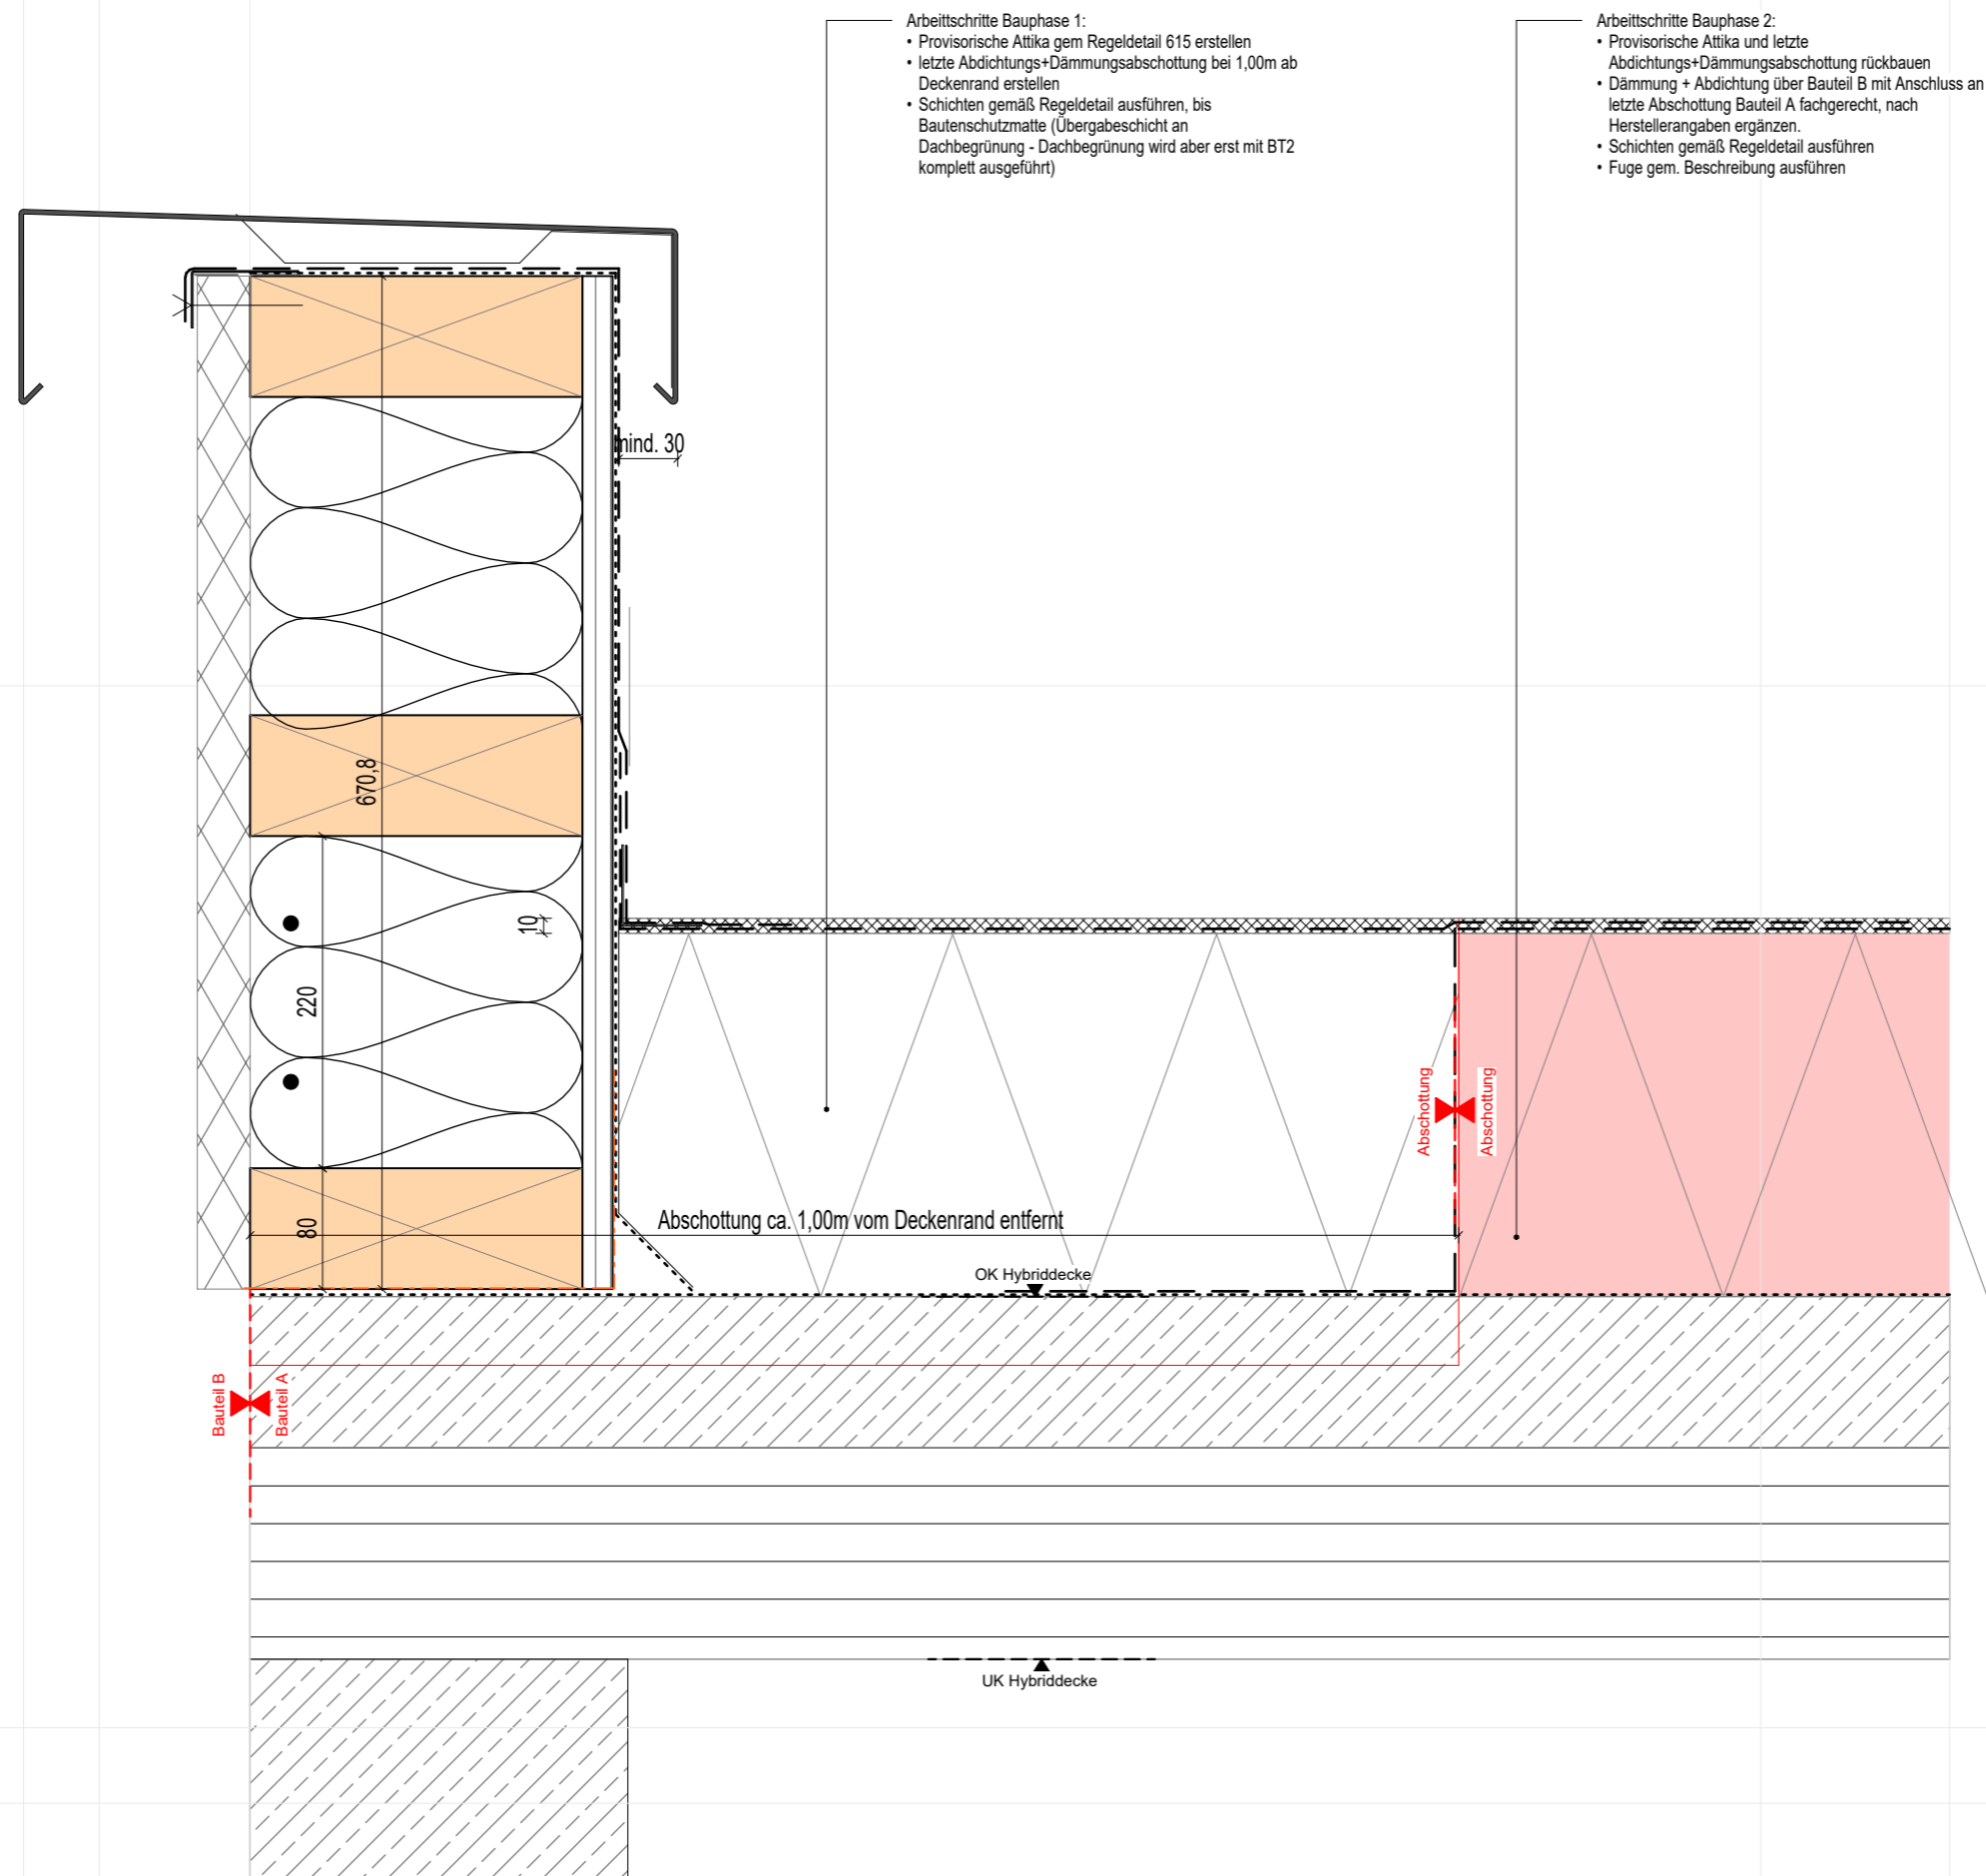 Arbeittschritte Bauphase 1:
• Provisorische Attika gem Regeldetail 615 erstellen
• letzte Abdichtungs+Dämmungsabschottung bei 1,00m ab
Deckenrand erstellen
• Schichten gemäß Regeldetail ausführen, bis
Bautenschutzmatte (Übergabeschicht an
Dachbegrünung - Dachbegrünung wird aber erst mit BT2
komplett ausgeführt)
Arbeittschritte Bauphase 2:
• Provisorische Attika und letzte
Abdichtungs+Dämmungsabschottung rückbauen
• Dämmung + Abdichtung über Bauteil B mit Anschluss an
letzte Abschottung Bauteil A fachgerecht, nach
Herstellerangaben ergänzen.
• Schichten gemäß Regeldetail ausführen
• Fuge gem. Beschreibung ausführen
mind. 30
670,8
10
220
80
Abschottung
Abschottung
Abschottung ca. 1,00m vom Deckenrand entfernt
OK Hybriddecke
Bauteil B
Bauteil A
UK Hybriddecke